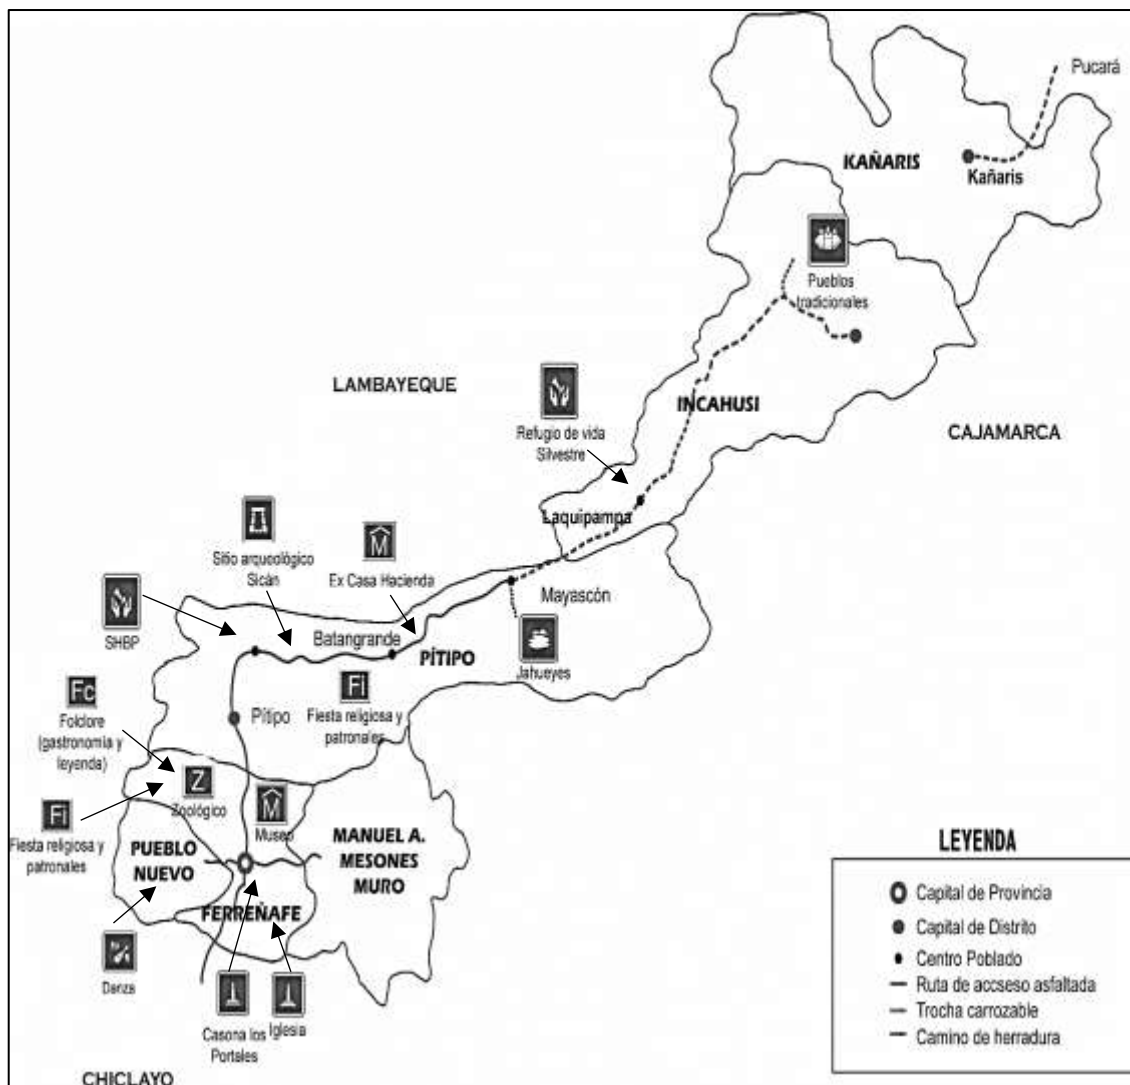 Pucará
KAÑARIS
Kañaris
Pueblos
tradicionales
LAMBAYEQUE
INCAHUSI
CAJAMARCA
Refugio de vida
Silvestre
Laquipampa
Sitio arqueológico
Sicán
M
Ex Casa Hacienda
Mayascón
SHBP
Batangrande
PÍTIPO
Jahueyes
Fc
Folclore
(gastronomia y
leyenda)
Pítipo
Fi
Fiesta religiosa y
patronales
Z
Zoológico
M
Museo
Fi
Fiesta religiosa y
patronales
PUEBLO
NUEVO
MANUEL A.
MESONES
MURO
FERREÑAFE
Danza
Casona los
Portales
Iglesia
CHICLAYO
LEYENDA
Capital de Provincia
Capital de Distrito
Centro Poblado
Ruta de accseso asfaltada
Trocha carrozable
Camino de herradura